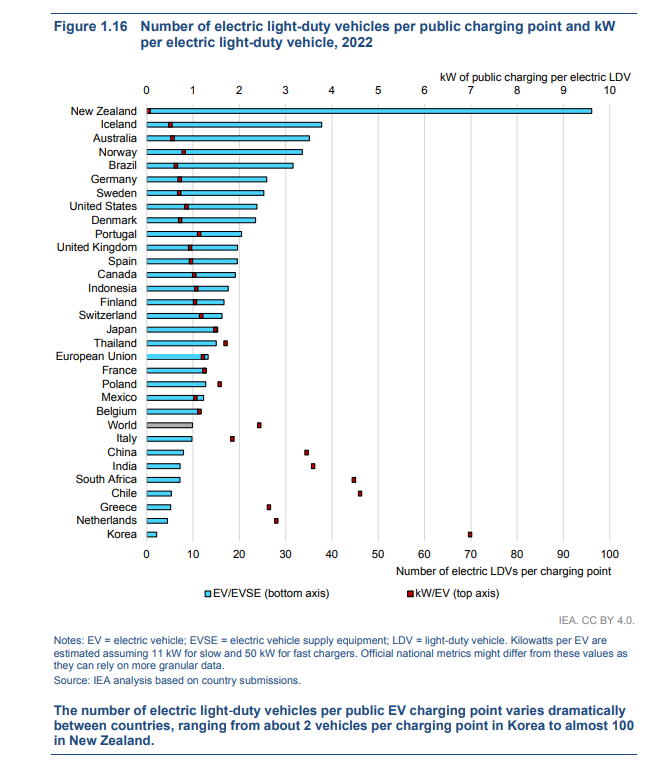 Figure 1.16 Number of electric light-duty vehicles per public charging point and kW
per electric light-duty vehicle, 2022
kW of public charging per electric LDV
0 1 2 3 4 5 6 7 8 9 10
New Zealand
Iceland
Australia
Norway
Brazil
Germany
Sweden
United States
Denmark
Portugal
United Kingdom
Spain
Canada
Indonesia
Finland
Switzerland
Japan
Thailand
European Union
France
Poland
Mexico
Belgium
World
Italy
China
India
South Africa
Chile
Greece
Netherlands
Korea
0 10 20 30 40 50 60 70 80 90 100
Number of electric LDVs per charging point
EV/EVSE (bottom axis) kW/EV (top axis)
IEA. CC BY 4.0.
Notes: EV = electric vehicle; EVSE = electric vehicle supply equipment; LDV = light-duty vehicle. Kilowatts per EV are
estimated assuming 11 kW for slow and 50 kW for fast chargers. Official national metrics might differ from these values as
they can rely on more granular data.
Source: IEA analysis based on country submissions.
The number of electric light-duty vehicles per public EV charging point varies dramatically
between countries, ranging from about 2 vehicles per charging point in Korea to almost 100
in New Zealand.